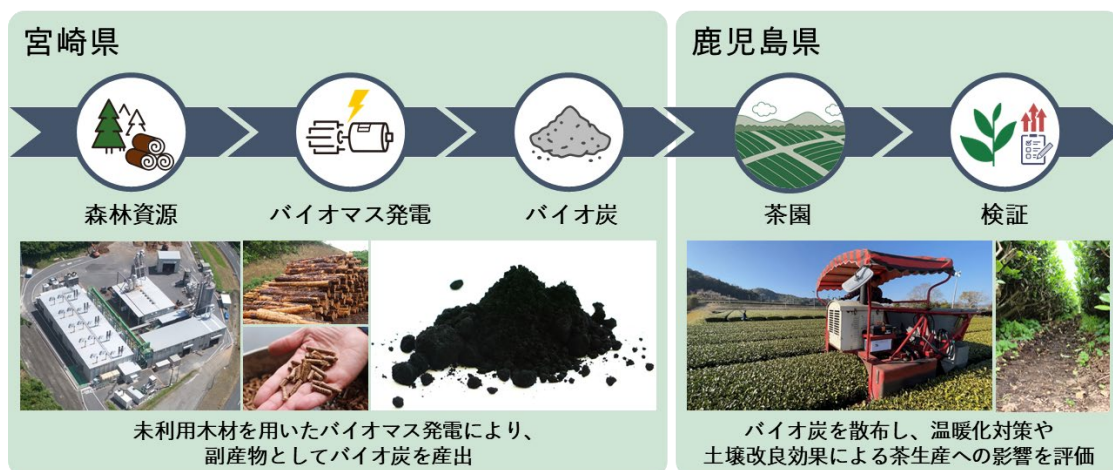 宮崎県
森林資源
バイオマス発電
バイオ炭
未利用木材を用いたバイオマス発電により、
副産物としてバイオ炭を産出
鹿児島県
茶園
検証
バイオ炭を散布し、温暖化対策や
土壌改良効果による茶生産への影響を評価